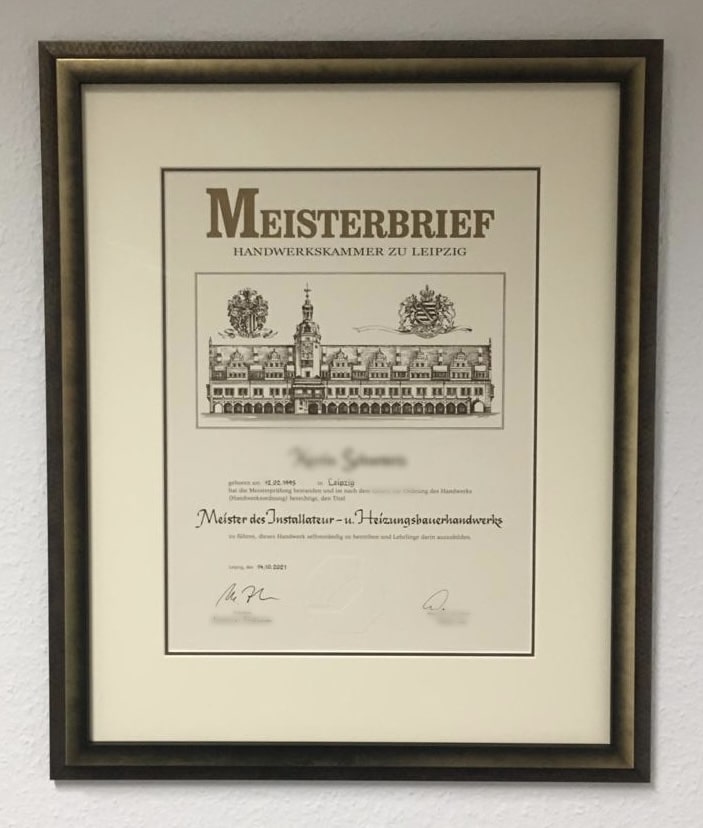 MEISTERBRIEF
HANDWERKSKAMMER ZU LEIPZIG
geboren am 12.02.1995 in Leipzig
hat die Meisterprüfung bestanden und ist nach dem Ordnung des Handwerks
(Handwerksordnung) berechtigt, den Titel
Meister des Installateur- u. Heizungsbauerhandwerks
zu führen, dieses Handwerk selbstständig zu betreiben und Lehrlinge darin auszubilden.
Leipzig, den 14.10.2021